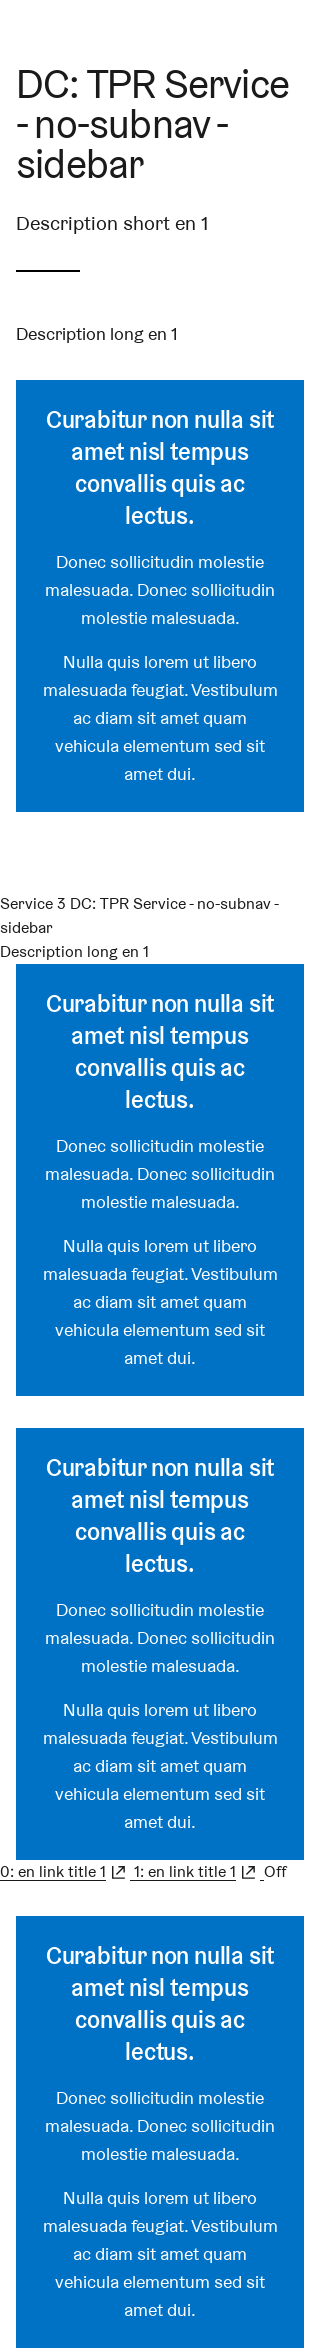 DC: TPR Service
- no-subnav -
sidebar
Description short en 1
Description long en 1
Curabitur non nulla sit
amet nisl tempus
convallis quis ac
lectus.
Donec sollicitudin molestie
malesuada. Donec sollicitudin
molestie malesuada.
Nulla quis lorem ut libero
malesuada feugiat. Vestibulum
ac diam sit amet quam
vehicula elementum sed sit
amet dui.
Service 3 DC: TPR Service - no-subnav -
sidebar
Description long en 1
Curabitur non nulla sit
amet nisl tempus
convallis quis ac
lectus.
Donec sollicitudin molestie
malesuada. Donec sollicitudin
molestie malesuada.
Nulla quis lorem ut libero
malesuada feugiat. Vestibulum
ac diam sit amet quam
vehicula elementum sed sit
amet dui.
Curabitur non nulla sit
amet nisl tempus
convallis quis ac
lectus.
Donec sollicitudin molestie
malesuada. Donec sollicitudin
molestie malesuada.
Nulla quis lorem ut libero
malesuada feugiat. Vestibulum
ac diam sit amet quam
vehicula elementum sed sit
amet dui.
0: en link title 1 1: en link title 1 Off
Curabitur non nulla sit
amet nisl tempus
convallis quis ac
lectus.
Donec sollicitudin molestie
malesuada. Donec sollicitudin
molestie malesuada.
Nulla quis lorem ut libero
malesuada feugiat. Vestibulum
ac diam sit amet quam
vehicula elementum sed sit
amet dui.